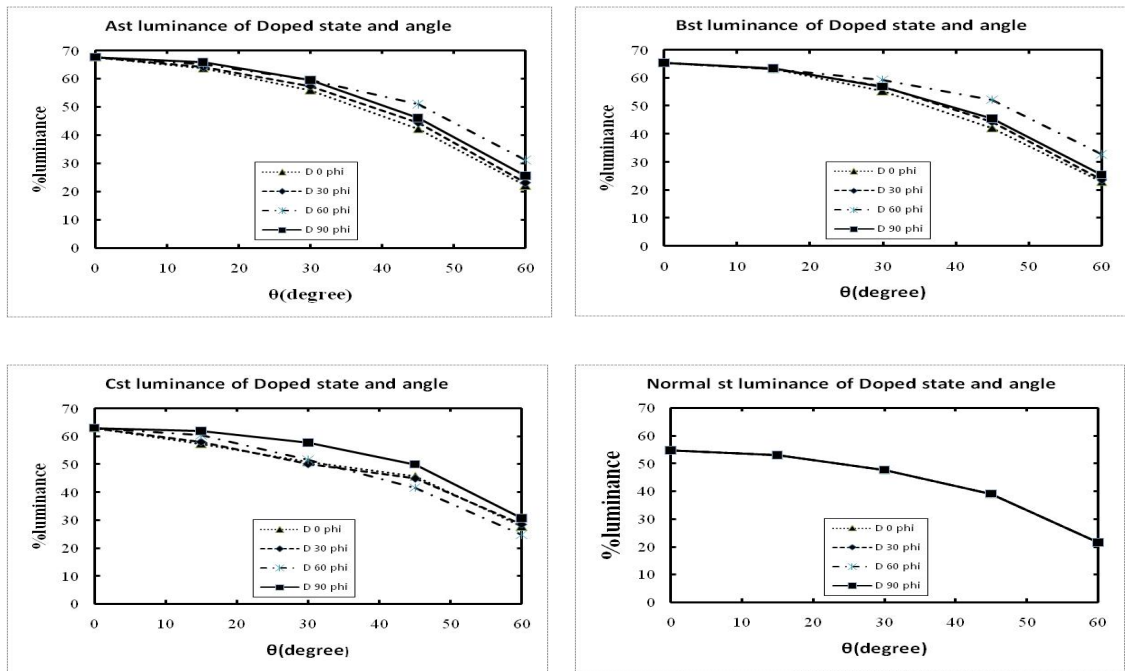 Ast luminance of Doped state and angle
70
60
50
40
30
20
10
0
%luminance
D 0 phi
D 30 phi
D 60 phi
D 90 phi
0 10 20 30 40 50 60
θ(degree)
Bst luminance of Doped state and angle
70
60
50
40
30
20
10
0
%luminance
D 0 phi
D 30 phi
D 60 phi
D 90 phi
0 10 20 30 40 50 60
θ(degree)
Cst luminance of Doped state and angle
70
60
50
40
30
20
10
0
%luminance
D 0 phi
D 30 phi
D 60 phi
D 90 phi
0 10 20 30 40 50 60
θ(degree)
Normal st luminance of Doped state and angle
70
60
50
40
30
20
10
0
%luminance
D 0 phi
D 30 phi
D 60 phi
D 90 phi
0 10 20 30 40 50 60
θ(degree)